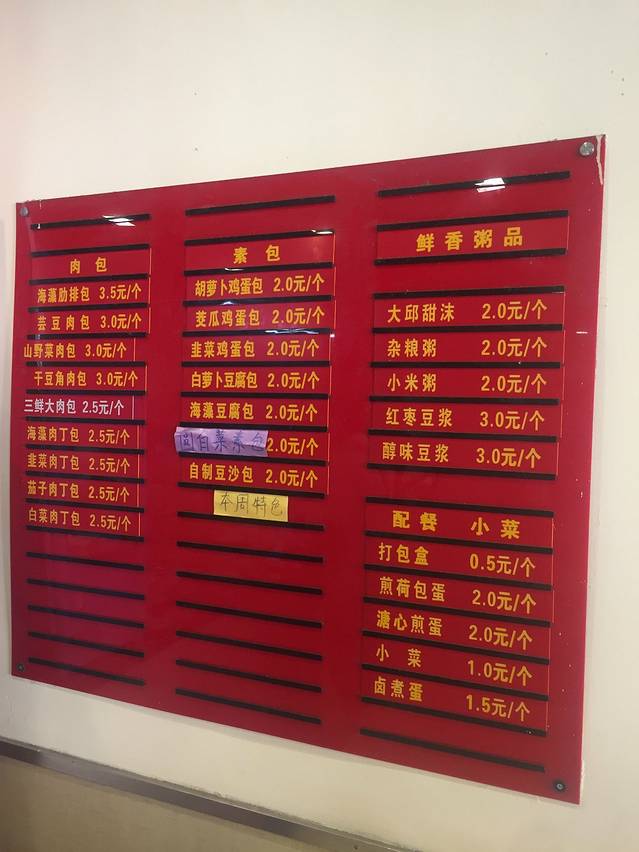 肉 包
海藻肋排包 3.5元/个
芸豆肉包 3.0元/个
山野菜肉包 3.0元/个
干豆角肉包 3.0元/个
三鲜大肉包 2.5元/个
海藻肉丁包 2.5元/个
韭菜肉丁包 2.5元/个
茄子肉丁包 2.5元/个
白菜肉丁包 2.5元/个
素 包
胡萝卜鸡蛋包 2.0元/个
茭瓜鸡蛋包 2.0元/个
韭菜鸡蛋包 2.0元/个
白萝卜豆腐包 2.0元/个
海藻豆腐包 2.0元/个
圆白菜素包 2.0元/个
自制豆沙包 2.0元/个
本周特色
鲜香粥品
大邱甜沫 2.0元/个
杂粮粥 2.0元/个
小米粥 2.0元/个
红枣豆浆 3.0元/个
醇味豆浆 3.0元/个
配餐 小菜
打包盒 0.5元/个
煎荷包蛋 2.0元/个
溏心煎蛋 2.0元/个
小 菜 1.0元/个
卤煮蛋 1.5元/个